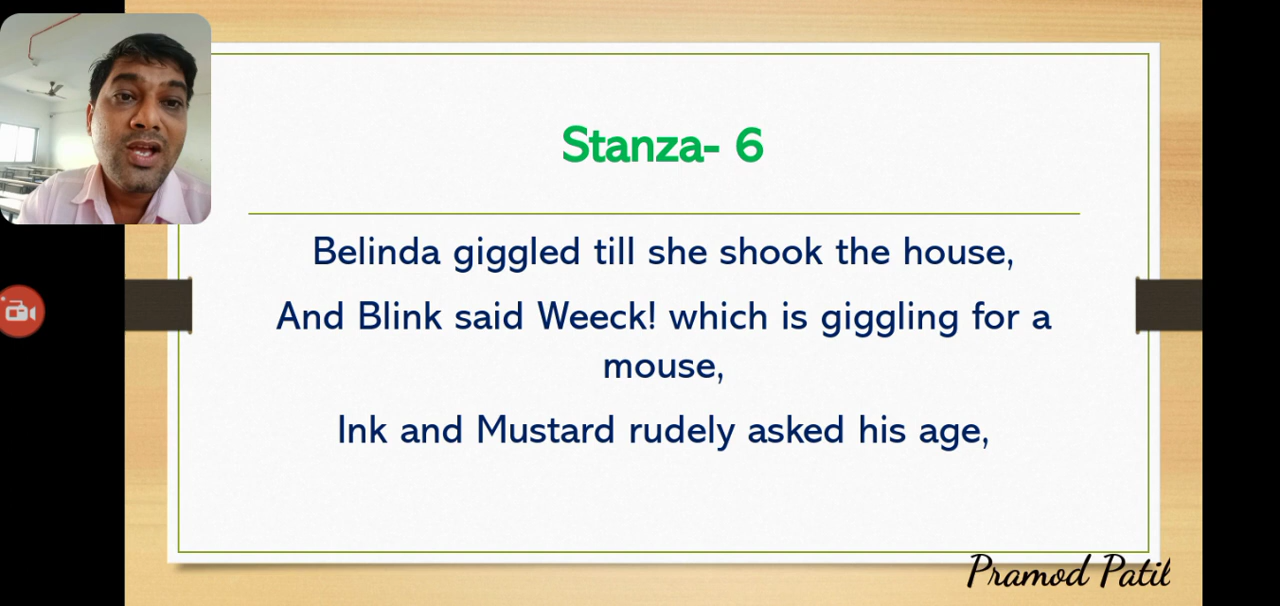 Stanza- 6
Belinda giggled till she shook the house,
And Blink said Weeck! which is giggling for a
mouse,
Ink and Mustard rudely asked his age,
Pramod Patil